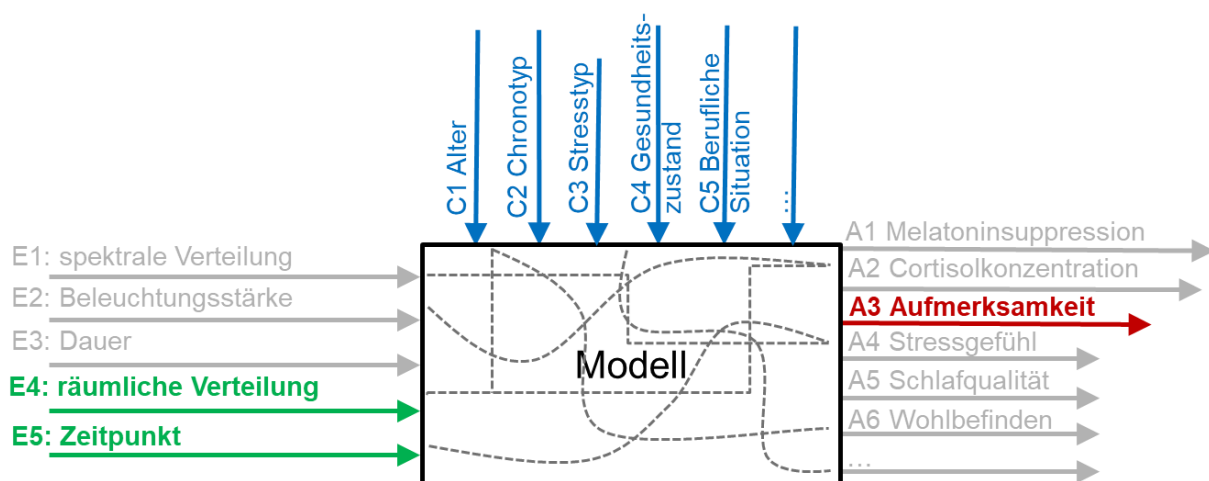 C1 Alter
C2 Chronotyp
C3 Stresstyp
C4 Gesundheits-
zustand
C5 Berufliche
Situation
...
E1: spektrale Verteilung
E2: Beleuchtungsstärke
E3: Dauer
E4: räumliche Verteilung
E5: Zeitpunkt
Modell
A1 Melatoninsuppression
A2 Cortisolkonzentration
A3 Aufmerksamkeit
A4 Stressgefühl
A5 Schlafqualität
A6 Wohlbefinden
...